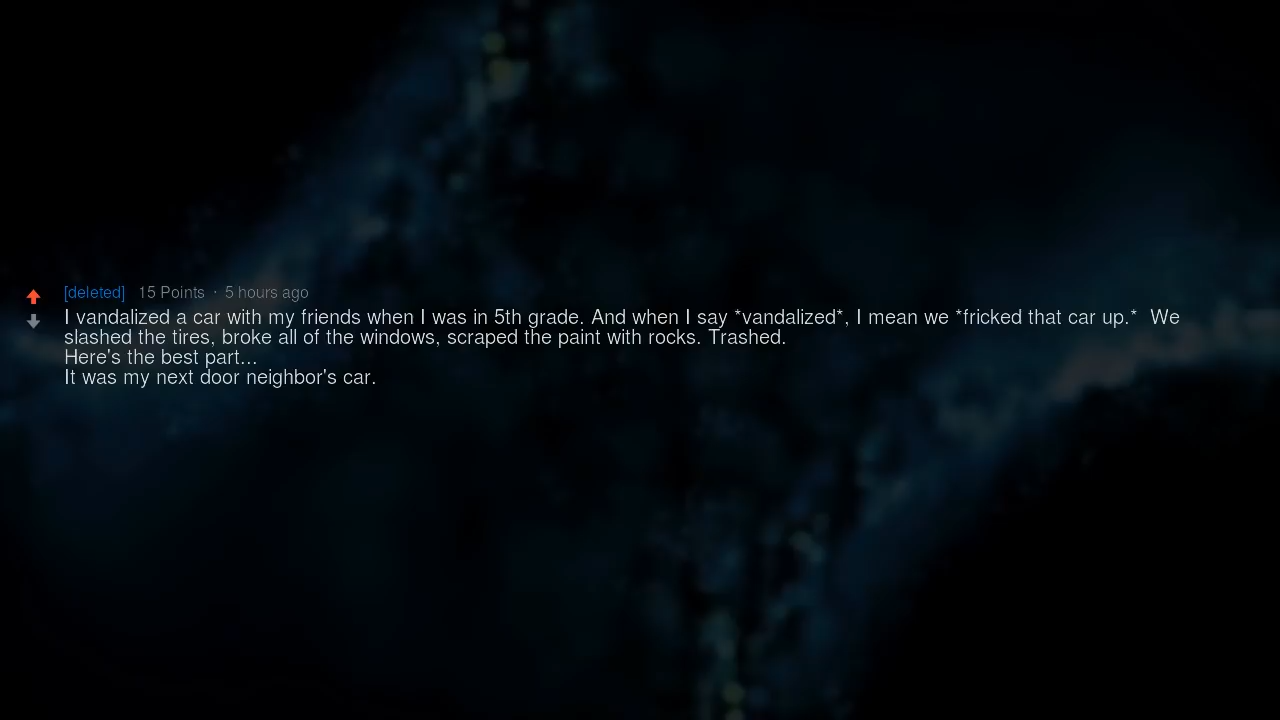 [deleted] 15 Points · 5 hours ago
I vandalized a car with my friends when I was in 5th grade. And when I say *vandalized*, I mean we *fricked that car up.*  We
slashed the tires, broke all of the windows, scraped the paint with rocks. Trashed.
Here's the best part...
It was my next door neighbor's car.